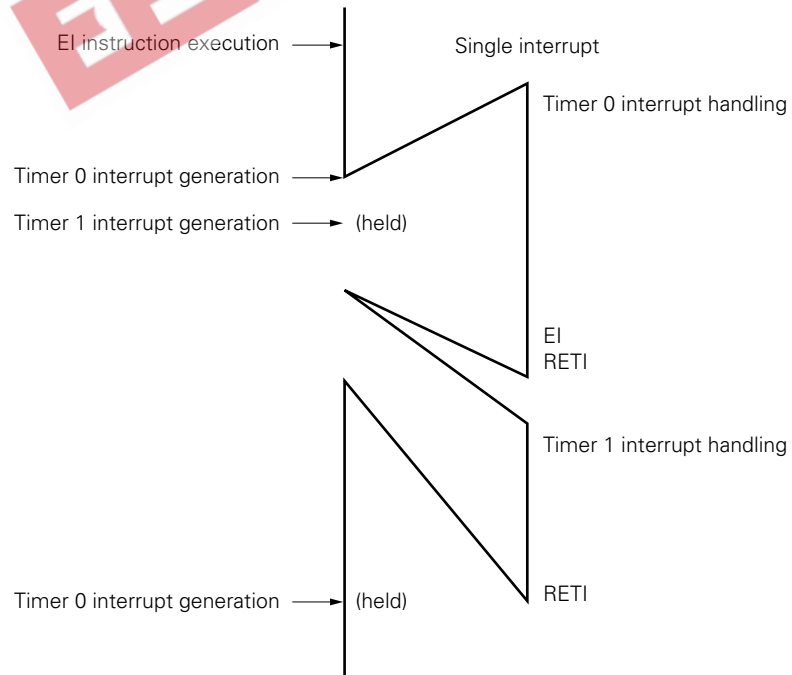 EI instruction execution
Single interrupt
Timer 0 interrupt handling
Timer 0 interrupt generation
Timer 1 interrupt generation
(held)
EI
RETI
Timer 1 interrupt handling
Timer 0 interrupt generation
(held)
RETI